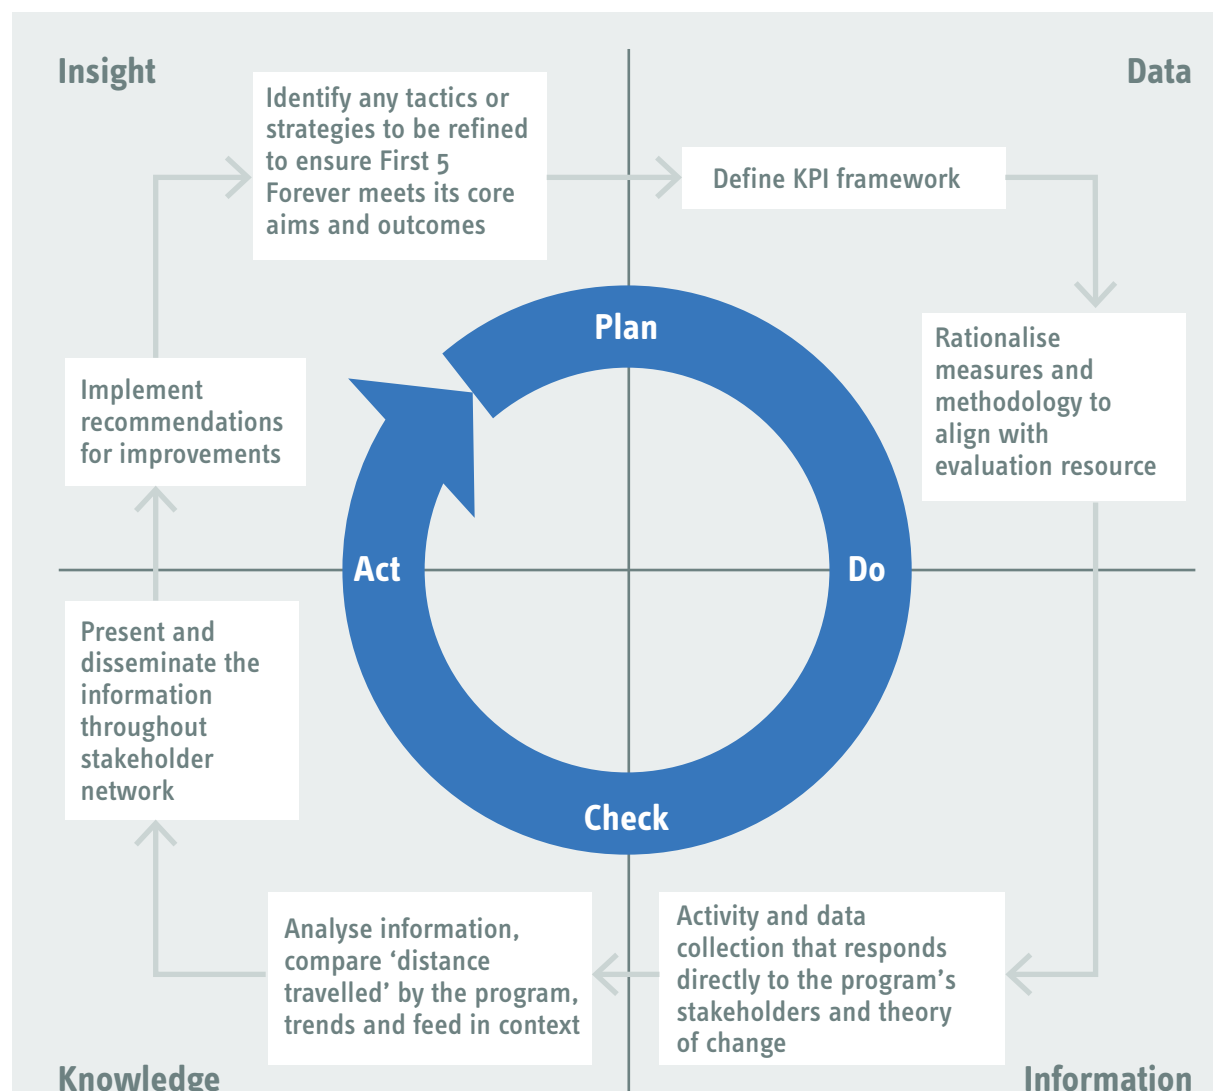 Insight
Data
Identify any tactics or
strategies to be refined
to ensure First 5
Forever meets its core
aims and outcomes
Define KPI framework
Plan
Rationalise
measures and
methodology to
align with
evaluation resource
Implement
recommendations
for improvements
Act
Do
Present and
disseminate the
information
throughout
stakeholder
network
Check
Analyse information,
compare ‘distance
travelled’ by the program,
trends and feed in context
Activity and data
collection that responds
directly to the program’s
stakeholders and theory
of change
Knowledge
Information